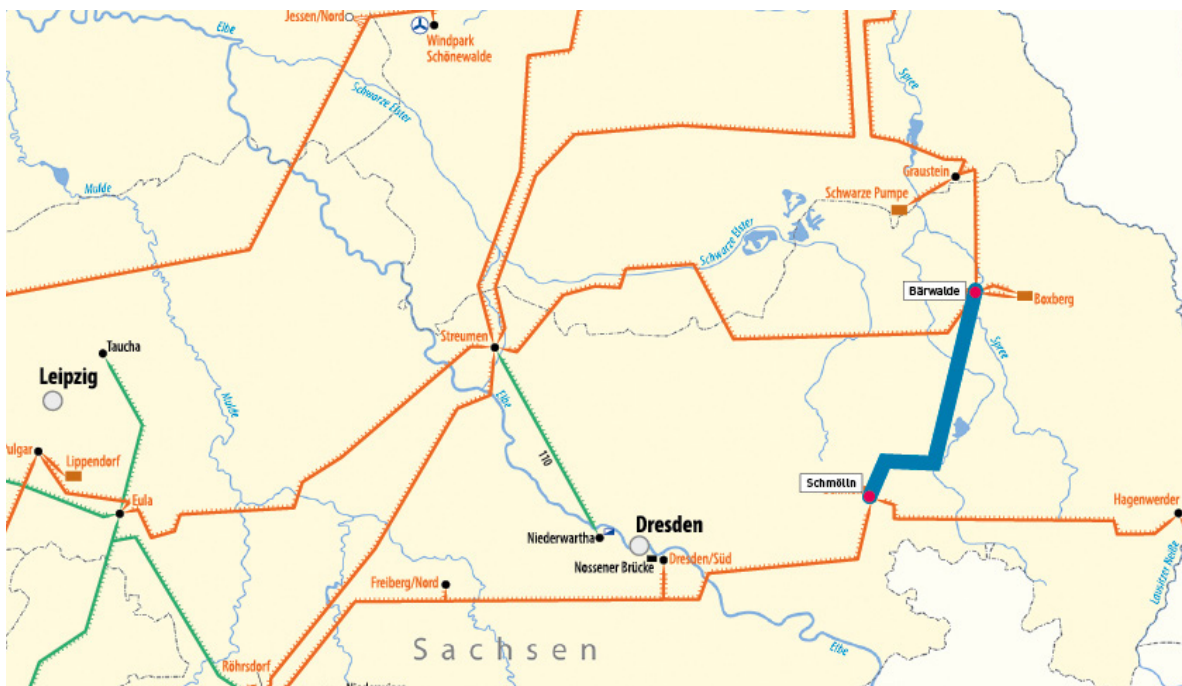 Jessen/Nord
Elbe
Windpark
Schönewalde
Schwarze Elster
Spree
Mulde
Graustein
Schwarze Pumpe
Schwarze Elster
Bärwalde
Boxberg
Streumen
Taucha
Spree
Leipzig
Mulde
Elbe
Lippendorf
110
Schmölln
Eula
Hagenwerder
Dresden
Niederwartha
Nossener Brücke
Dresden/Süd
Freiberg/Nord
Lausitzer Neiße
Sachsen
Elbe
Röhrsdorf